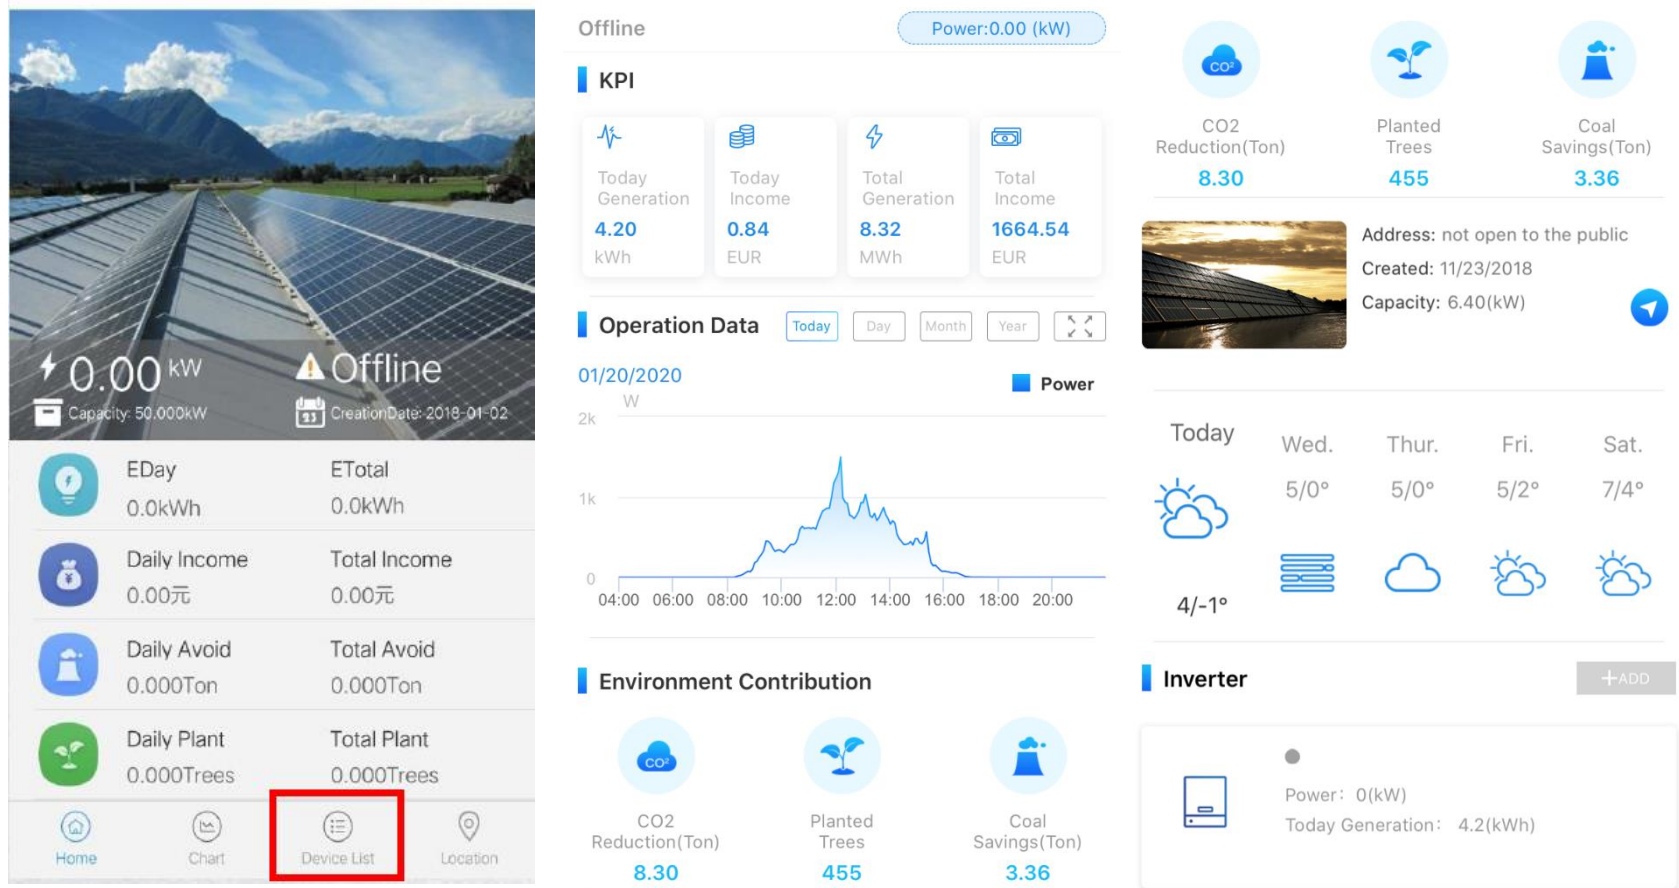 0.00 kW
Offline
Capacity: 50.000kW
CreationDate: 2018-01-02
EDay
ETotal
0.0kWh
0.0kWh
Daily Income
Total Income
0.00元
0.00元
Daily Avoid
Total Avoid
0.000Ton
0.000Ton
Daily Plant
Total Plant
0.000Trees
0.000Trees
Home
Chart
Device List
Location
Offline
Power:0.00 (kW)
KPI
Today
Generation
4.20
kWh
Today
Income
0.84
EUR
Total
Generation
8.32
MWh
Total
Income
1664.54
EUR
Operation Data
Today
Day
Month
Year
01/20/2020
Power
W
2k
1k
0
04:00 06:00 08:00 10:00 12:00 14:00 16:00 18:00 20:00
Environment Contribution
CO2
CO2
Reduction(Ton)
8.30
Planted
Trees
455
Coal
Savings(Ton)
3.36
CO2
CO2
Reduction(Ton)
8.30
Planted
Trees
455
Coal
Savings(Ton)
3.36
Address: not open to the public
Created: 11/23/2018
Capacity: 6.40(kW)
Today
4/-1°
Wed.
5/0°
Thur.
5/0°
Fri.
5/2°
Sat.
7/4°
Inverter
+ADD
Power: 0(kW)
Today Generation: 4.2(kWh)